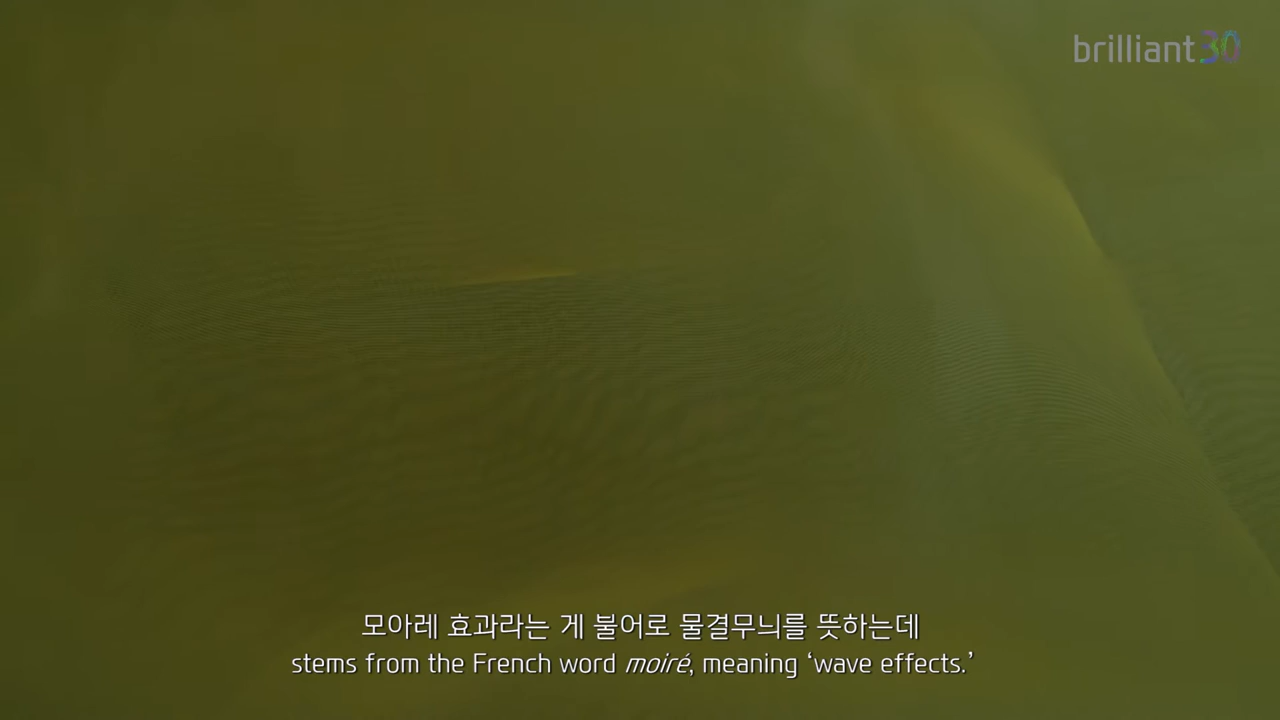 brilliant30
모아레 효과라는 게 불어로 물결무늬를 뜻하는데
stems from the French word moiré, meaning ‘wave effects.’